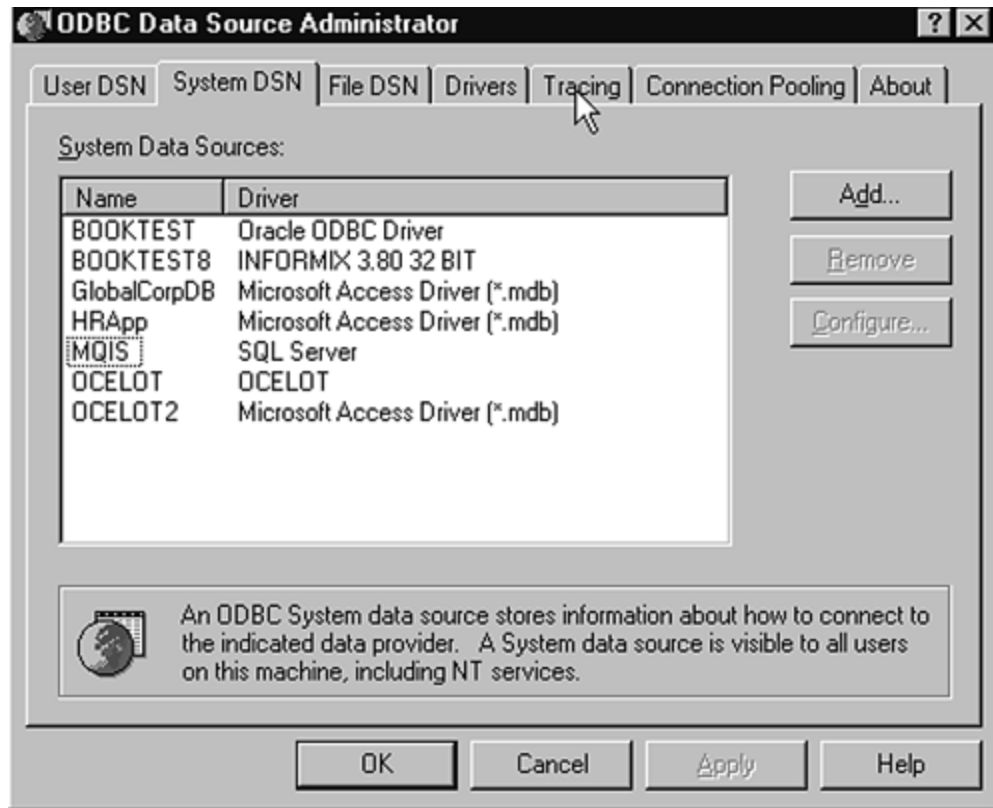 ODBC Data Source Administrator
User DSN System DSN File DSN Drivers Tracing Connection Pooling About
System Data Sources:
Name Driver
BOOKTEST Oracle ODBC Driver
BOOKTEST8 INFORMIX 3.80 32 BIT
GlobalCorpDB Microsoft Access Driver (*.mdb)
HRApp Microsoft Access Driver (*.mdb)
MQIS SQL Server
OCELOT OCELOT
OCELOT2 Microsoft Access Driver (*.mdb)
Add...
Remove
Configure...
An ODBC System data source stores information about how to connect to
the indicated data provider. A System data source is visible to all users
on this machine, including NT services.
OK Cancel Apply Help